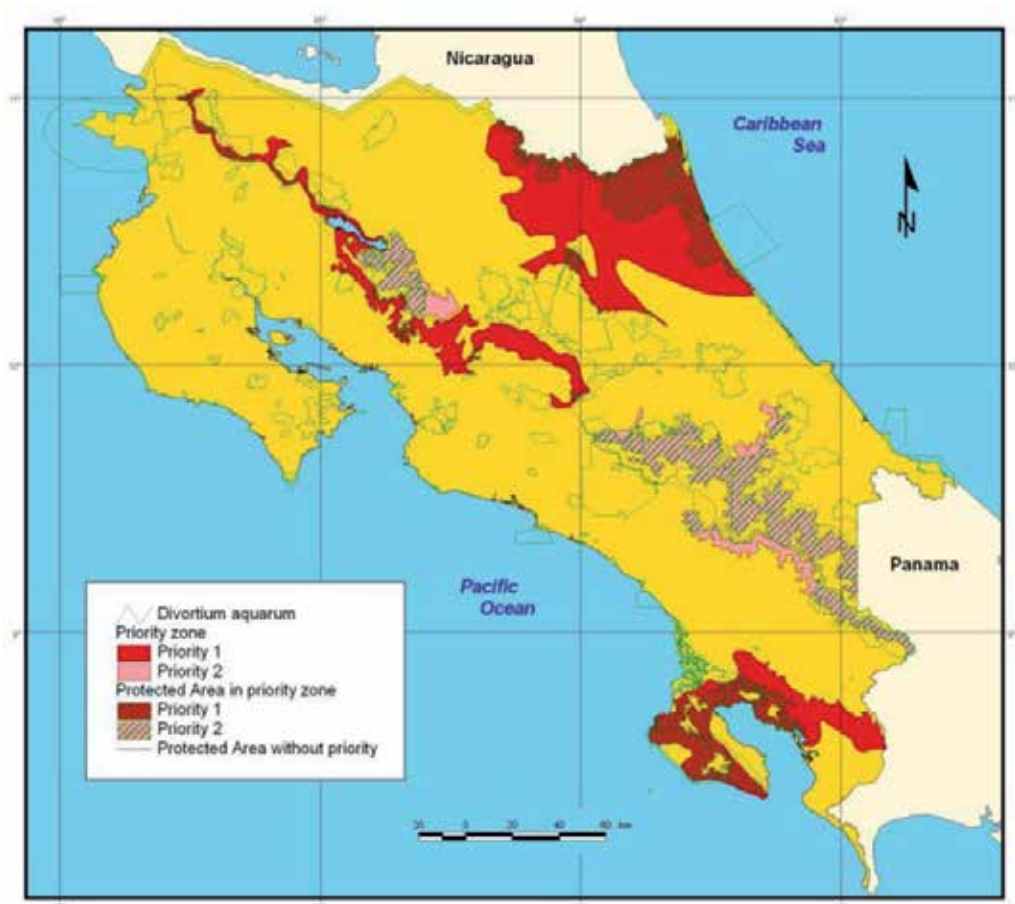 Nicaragua
Caribbean
Sea
N
Panama
Pacific
Ocean
Divortium aquarum
Priority zone
Priority 1
Priority 2
Protected Area in priority zone
Priority 1
Priority 2
Protected Area without priority
0 20 40 60 km